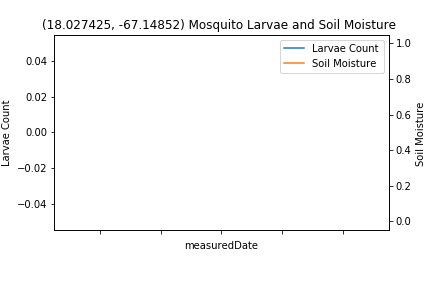 (18.027425, -67.14852) Mosquito Larvae and Soil Moisture
Larvae Count
Soil Moisture
0.04
0.02
0.00
−0.02
−0.04
Larvae Count
1.0
0.8
0.6
0.4
0.2
0.0
Soil Moisture
measuredDate